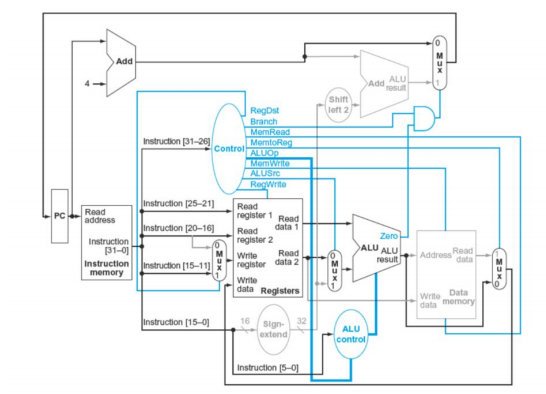 0
M
u
x
1
Add
4
Add
ALU
result
Shift
left 2
RegDst
Branch
MemRead
MemtoReg
ALUOp
MemWrite
ALUSrc
RegWrite
Instruction [31–26]
Control
Instruction [25–21]
Instruction [20–16]
Instruction [15–11]
Instruction [15–0]
Instruction [5–0]
PC
Read
address
Instruction
[31–0]
Instruction
memory
0
M
u
x
1
Read
register 1
Read
data 1
Read
register 2
Write
register
Read
data 2
Write
data
Registers
0
M
u
x
1
Zero
ALU
ALU
result
Address
Read
data
Write
data
Data
memory
1
M
u
x
0
16
Sign-
extend
32
ALU
control